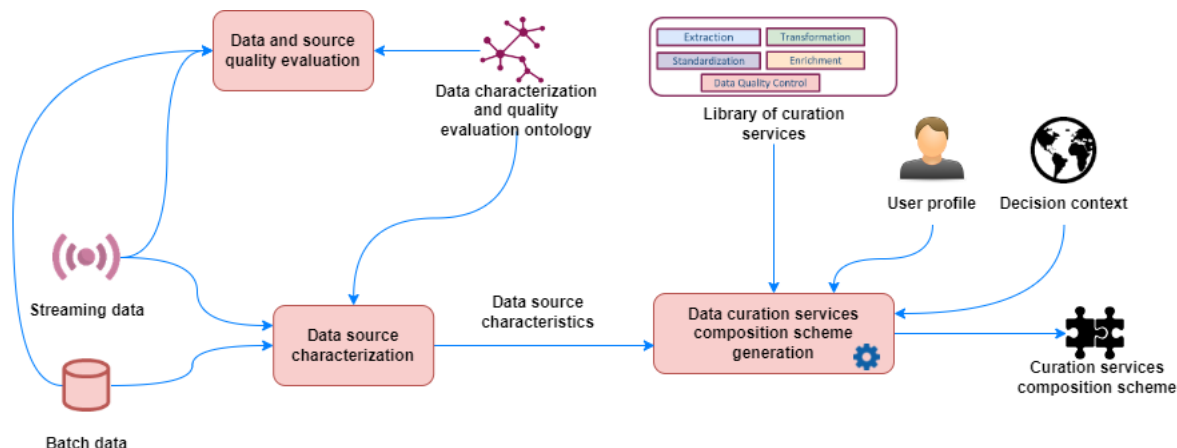 Data and source
quality evaluation
Data characterization
and quality
evaluation ontology
Extraction
Transformation
Standardization
Enrichment
Data Quality Control
Library of curation
services
User profile
Decision context
Streaming data
Data source
characterization
Data source
characteristics
Data curation services
composition scheme
generation
Curation services
composition scheme
Batch data